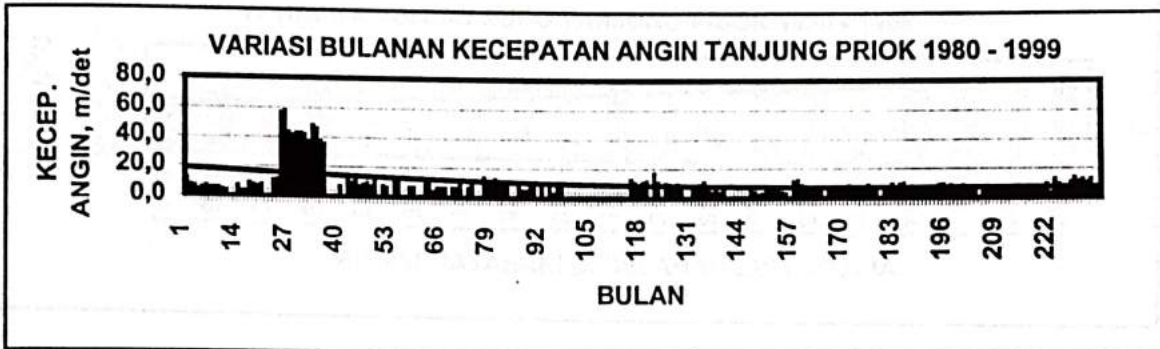 VARIASI BULANAN KECEPATAN ANGIN TANJUNG PRIOK 1980 - 1999
KECEP.
ANGIN, m/det
80,0
60,0
40,0
20,0
0,0
1 14 27 40 53 66 79 92 105 118 131 144 157 170 183 196 209 222
BULAN